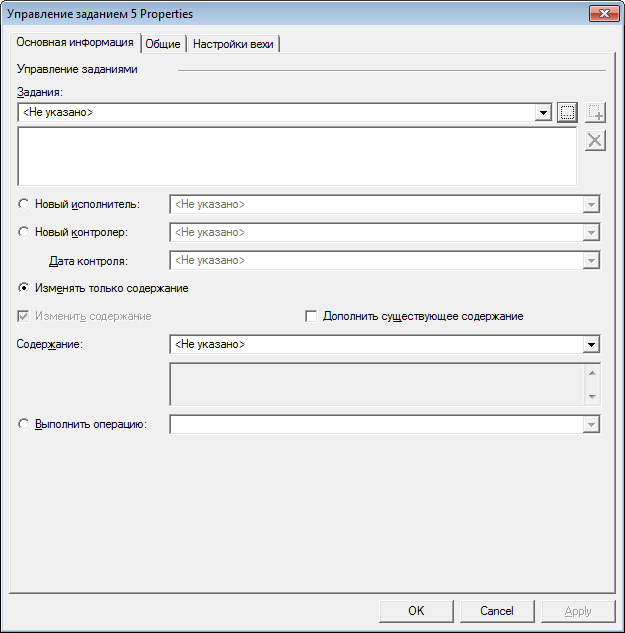 Управление заданием 5 Properties
Основная информация Общие Настройки вехи
Управление заданиями
Задания:
<Не указано>
Новый исполнитель: <Не указано>
Новый контролер: <Не указано>
Дата контроля: <Не указано>
Изменять только содержание
Изменить содержание Дополнить существующее содержание
Содержание: <Не указано>
Выполнить операцию:
OK Cancel Apply